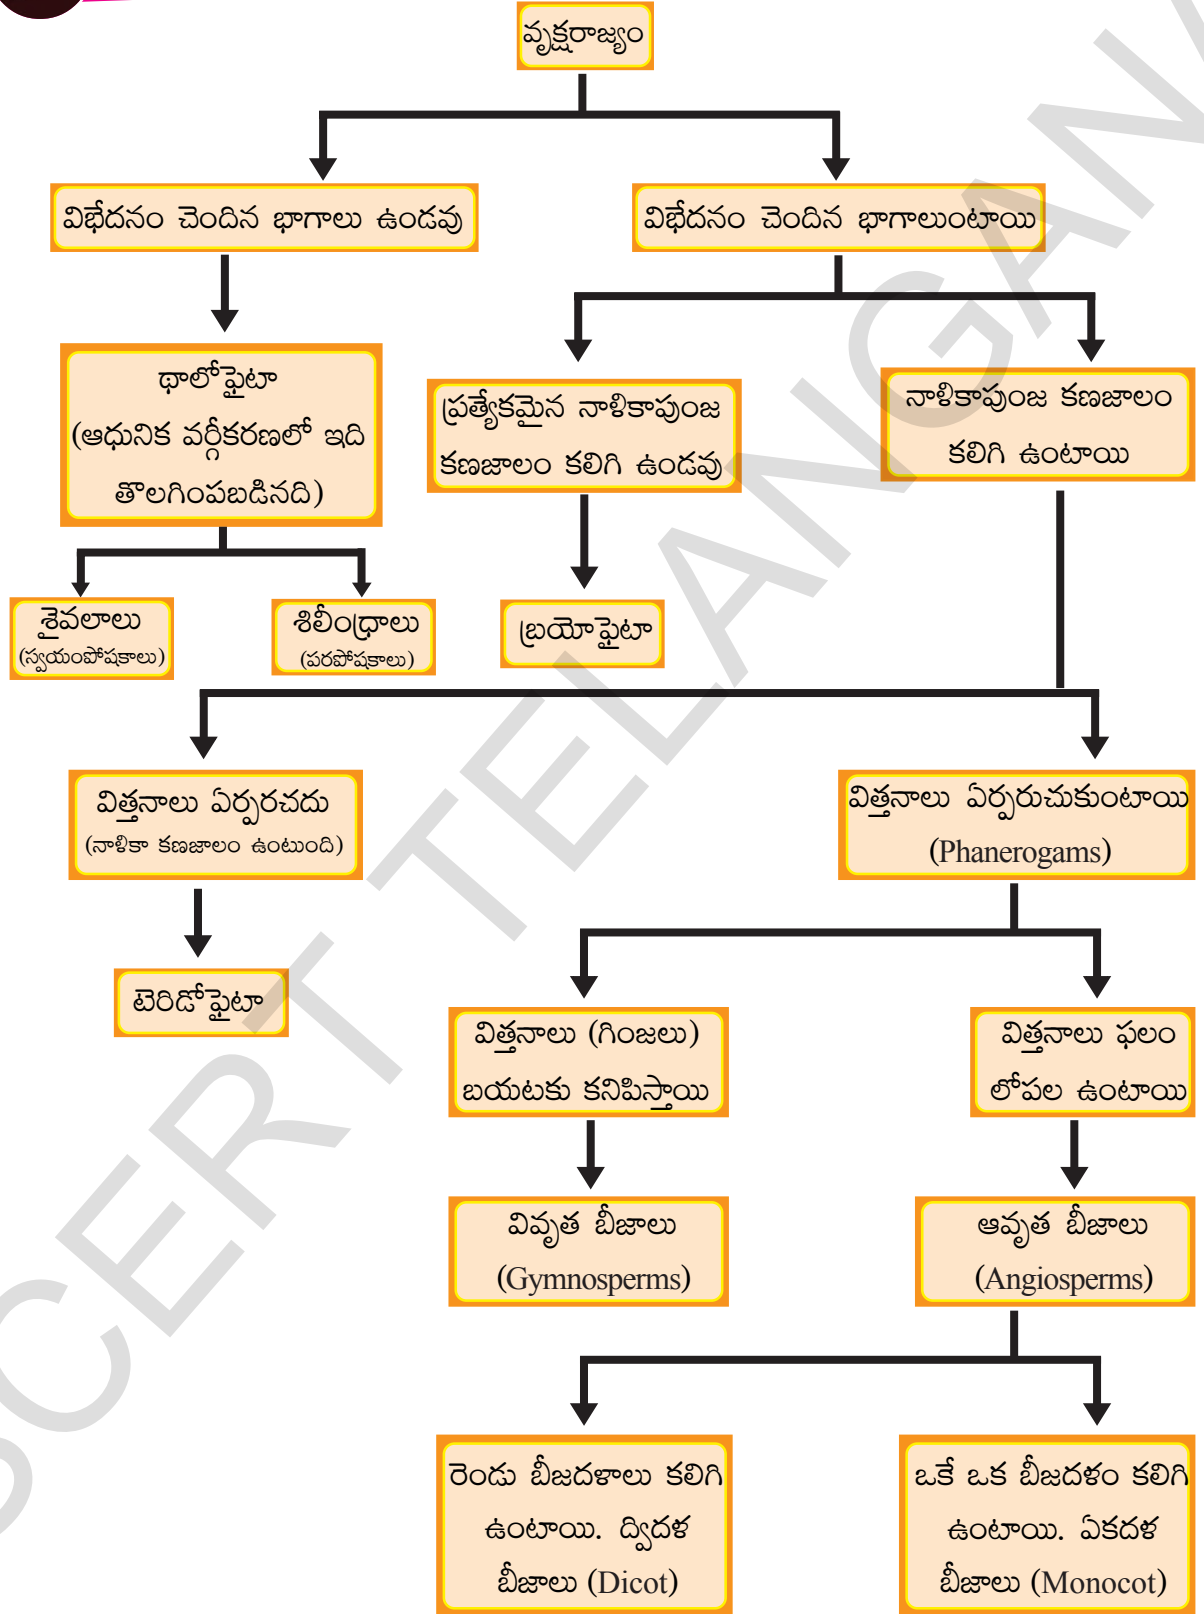 వృక్షరాజ్యం
విభేదనం చెందిన భాగాలు ఉండవు
విభేదనం చెందిన భాగాలుంటాయి
థాలోఫైటా
(ఆధునిక వర్గీకరణలో ఇది
తొలగింపబడినది)
ప్రత్యేకమైన నాళికాపుంజ
కణజాలం కలిగి ఉండవు
నాళికాపుంజ కణజాలం
కలిగి ఉంటాయి
శైవలాలు
(స్వయంపోషకాలు)
శిలీంధ్రాలు
(పరపోషకాలు)
బ్రయోఫైటా
విత్తనాలు ఏర్పరచదు
(నాళికా కణజాలం ఉంటుంది)
విత్తనాలు ఏర్పరుచుకుంటాయి
(Phanerogams)
టెరిడోఫైటా
విత్తనాలు (గింజలు)
బయటకు కనిపిస్తాయి
విత్తనాలు ఫలం
లోపల ఉంటాయి
వివృత బీజాలు
(Gymnosperms)
ఆవృత బీజాలు
(Angiosperms)
రెండు బీజదళాలు కలిగి
ఉంటాయి. ద్విదళ
బీజాలు (Dicot)
ఒకే ఒక బీజదళం కలిగి
ఉంటాయి. ఏకదళ
బీజాలు (Monocot)
SCERT TELANGANA